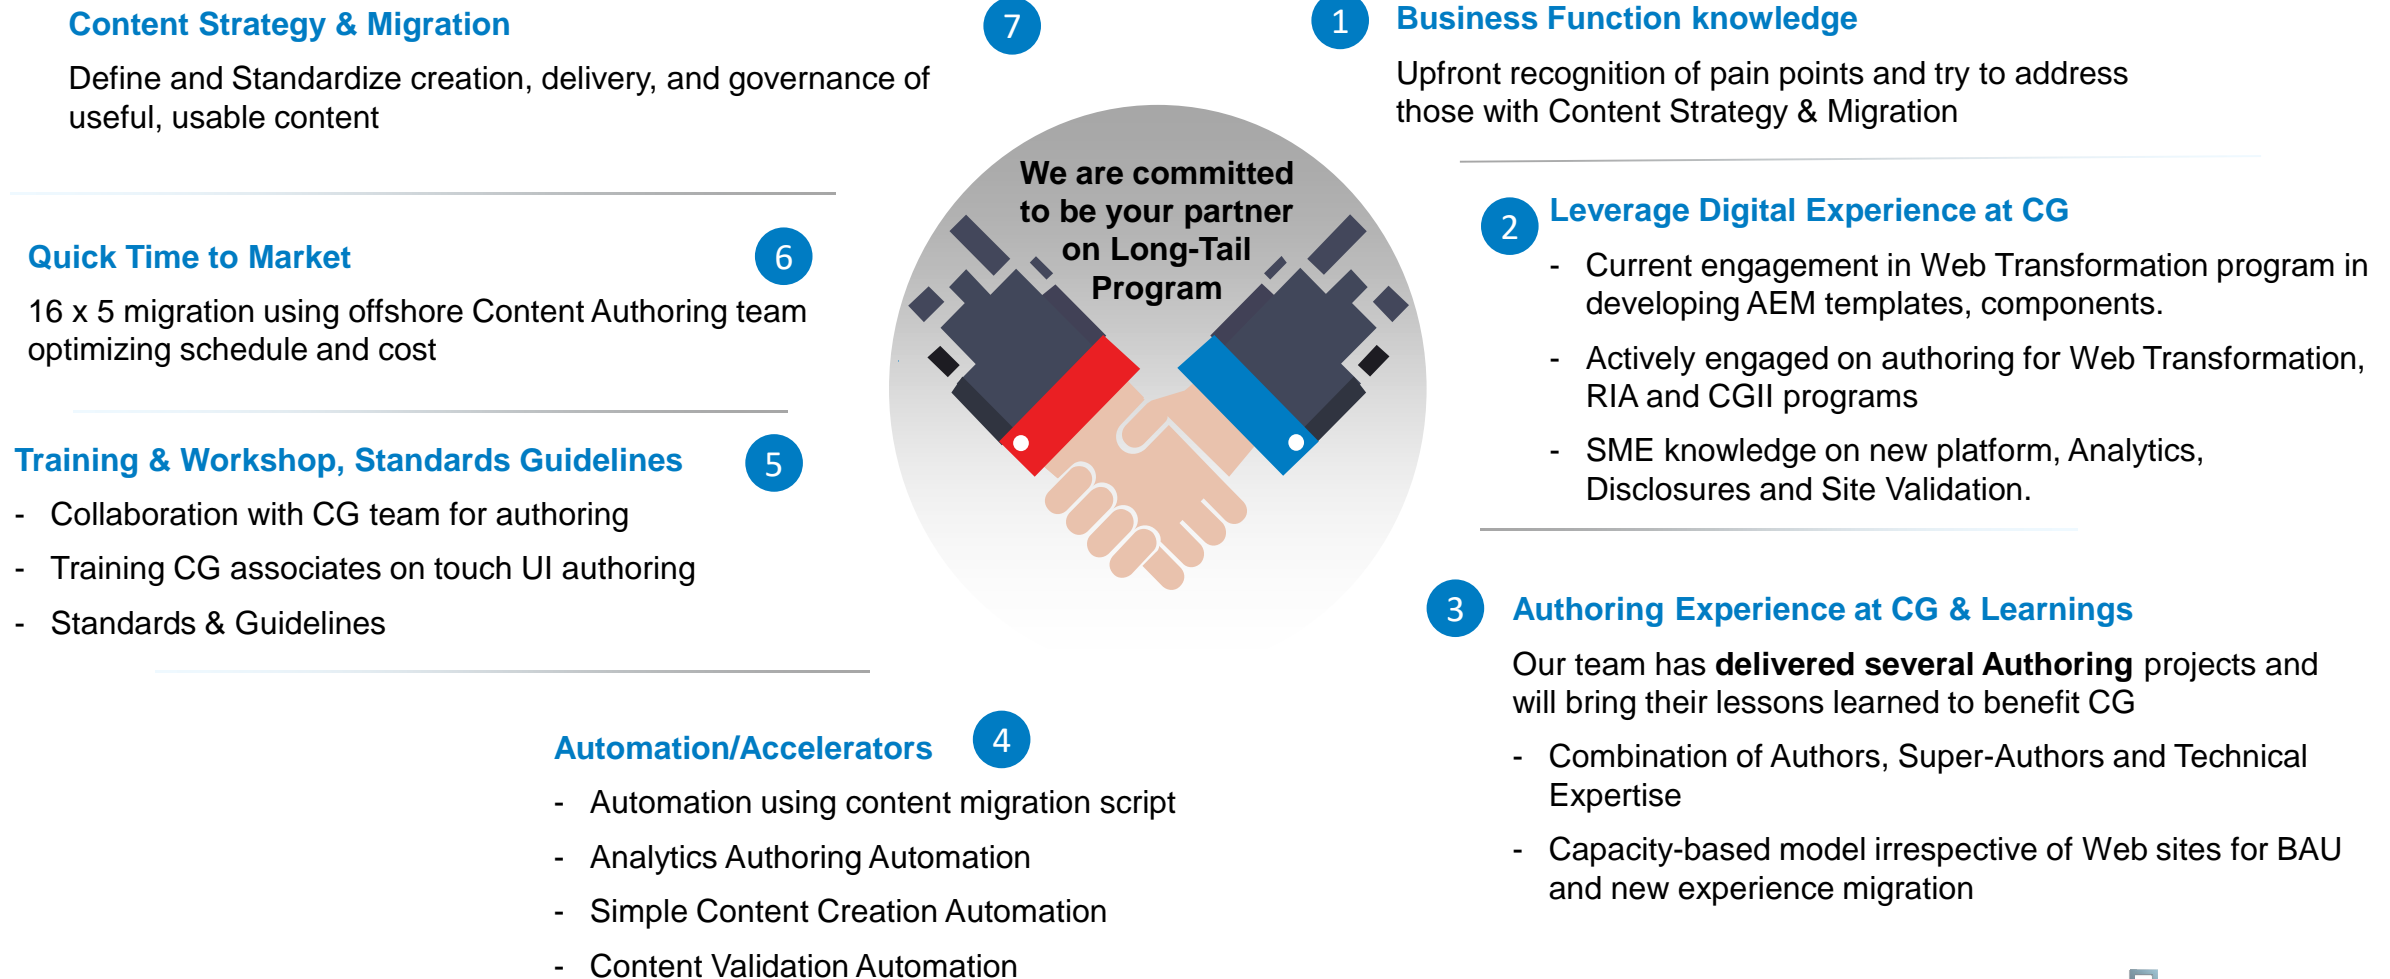 Content Strategy & Migration
Define and Standardize creation, delivery, and governance of
useful, usable content
7
1
Business Function knowledge
Upfront recognition of pain points and try to address
those with Content Strategy & Migration
We are committed
to be your partner
on Long-Tail
Program
2
Leverage Digital Experience at CG
- Current engagement in Web Transformation program in
developing AEM templates, components.
- Actively engaged on authoring for Web Transformation,
RIA and CGII programs
- SME knowledge on new platform, Analytics,
Disclosures and Site Validation.
Quick Time to Market
6
16 x 5 migration using offshore Content Authoring team
optimizing schedule and cost
Training & Workshop, Standards Guidelines
5
- Collaboration with CG team for authoring
- Training CG associates on touch UI authoring
- Standards & Guidelines
3
Authoring Experience at CG & Learnings
Our team has delivered several Authoring projects and
will bring their lessons learned to benefit CG
- Combination of Authors, Super-Authors and Technical
Expertise
- Capacity-based model irrespective of Web sites for BAU
and new experience migration
Automation/Accelerators
4
- Automation using content migration script
- Analytics Authoring Automation
- Simple Content Creation Automation
- Content Validation Automation